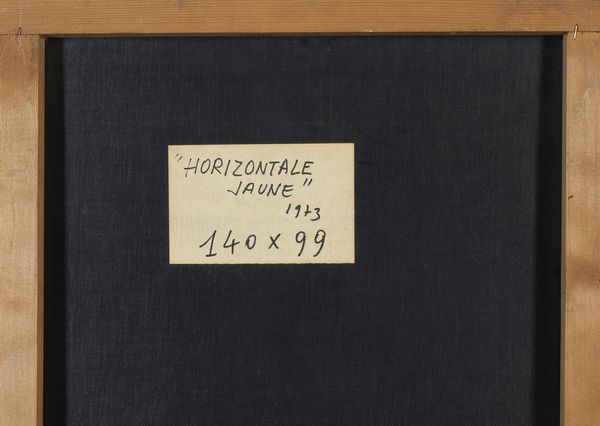 "HORIZONTALE
JAUNE"
1973
140 x 99